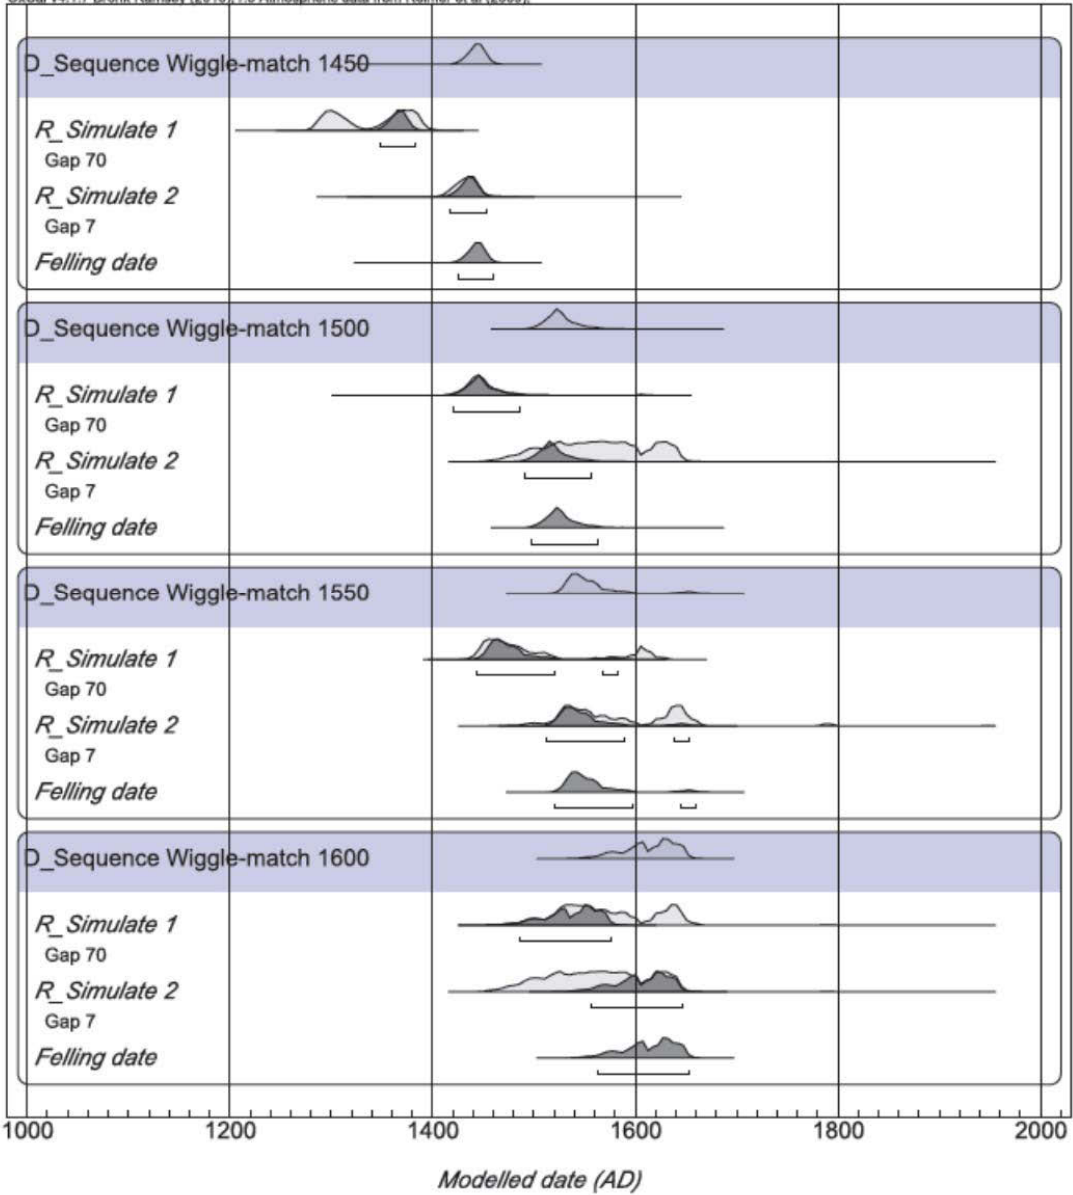 D_Sequence Wiggle-match 1450
R_Simulate 1
Gap 70
R_Simulate 2
Gap 7
Felling date
D_Sequence Wiggle-match 1500
R_Simulate 1
Gap 70
R_Simulate 2
Gap 7
Felling date
D_Sequence Wiggle-match 1550
R_Simulate 1
Gap 70
R_Simulate 2
Gap 7
Felling date
D_Sequence Wiggle-match 1600
R_Simulate 1
Gap 70
R_Simulate 2
Gap 7
Felling date
1000 1200 1400 1600 1800 2000
Modelled date (AD)